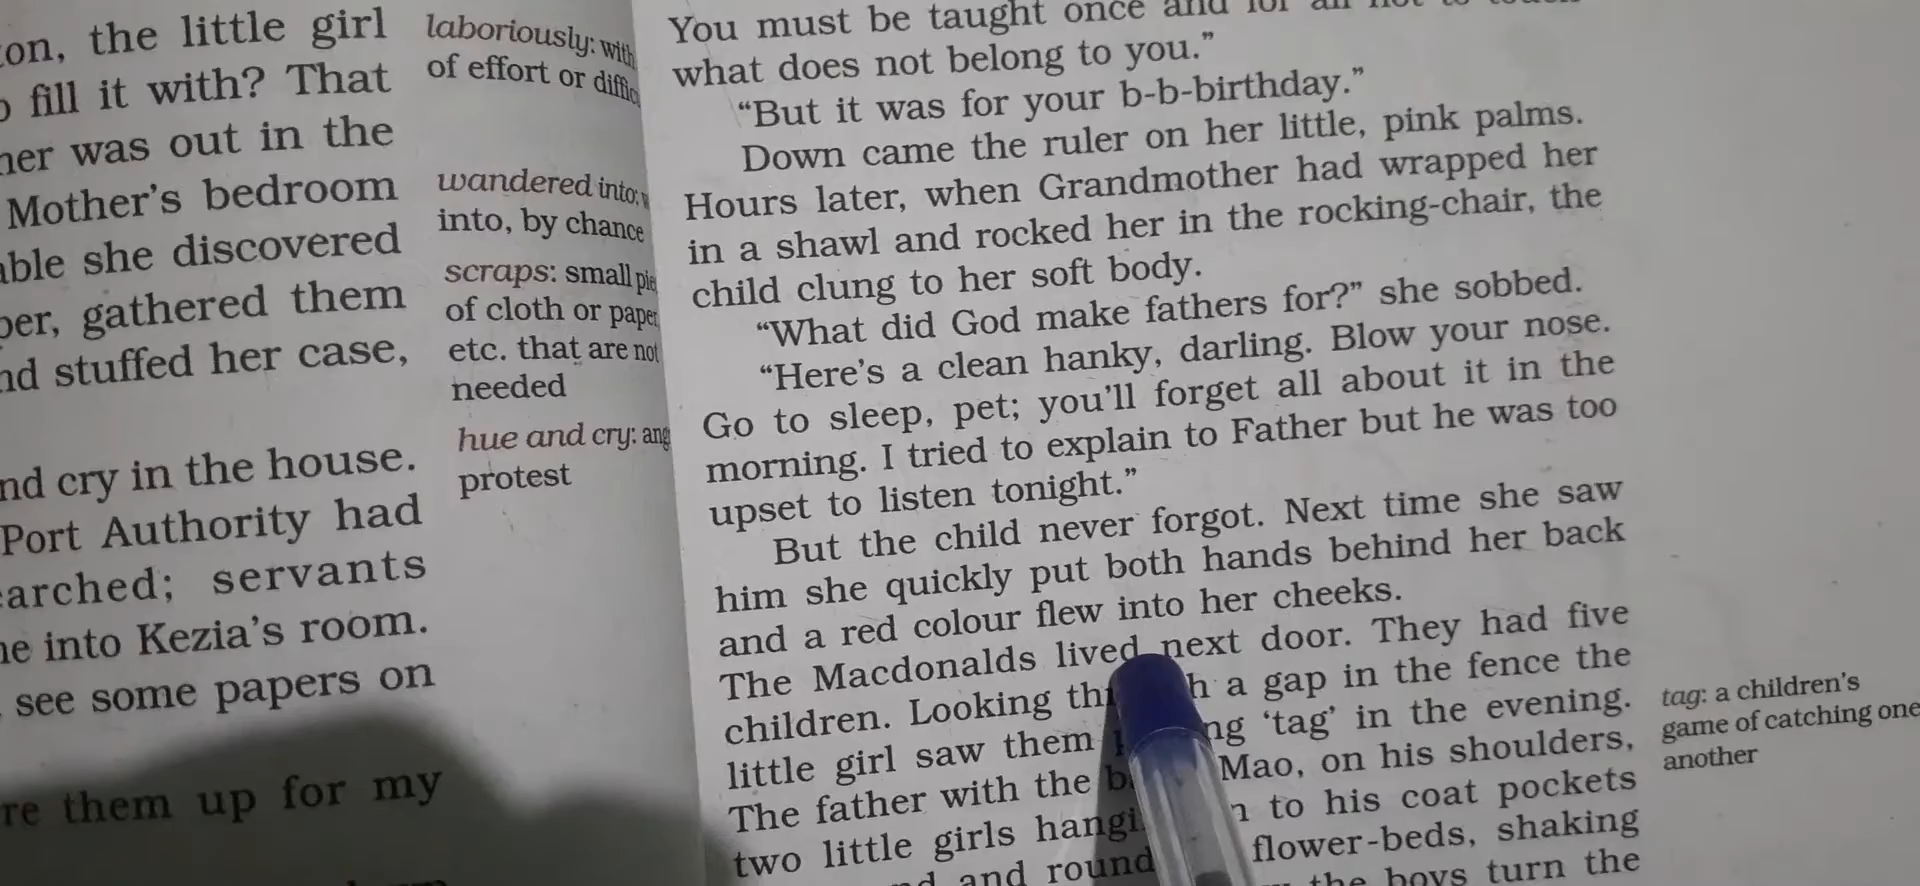 on, the little girl
fill it with? That
her was out in the
Mother's bedroom
able she discovered
per, gathered them
nd stuffed her case,
nd cry in the house.
Port Authority had
earched; servants
ne into Kezia's room.
see some papers on
re them up for my
laboriously: with
of effort or diffic
wandered into:
into, by chance
scraps: small pie
of cloth or paper
etc. that are not
needed
hue and cry: ang
protest
You must be taught once and for all not to touch
what does not belong to you.”
“But it was for your b-b-birthday.”
Down came the ruler on her little, pink palms.
Hours later, when Grandmother had wrapped her
in a shawl and rocked her in the rocking-chair, the
child clung to her soft body.
“What did God make fathers for?” she sobbed.
“Here's a clean hanky, darling. Blow your nose.
Go to sleep, pet; you'll forget all about it in the
morning. I tried to explain to Father but he was too
upset to listen tonight.”
But the child never forgot. Next time she saw
him she quickly put both hands behind her back
and a red colour flew into her cheeks.
The Macdonalds lived next door. They had five
children. Looking th h a gap in the fence the
little girl saw them ng ‘tag’ in the evening.
The father with the b Mao, on his shoulders,
two little girls hangi to his coat pockets
and round flower-beds, shaking
the boys turn the
tag: a children's
game of catching one
another